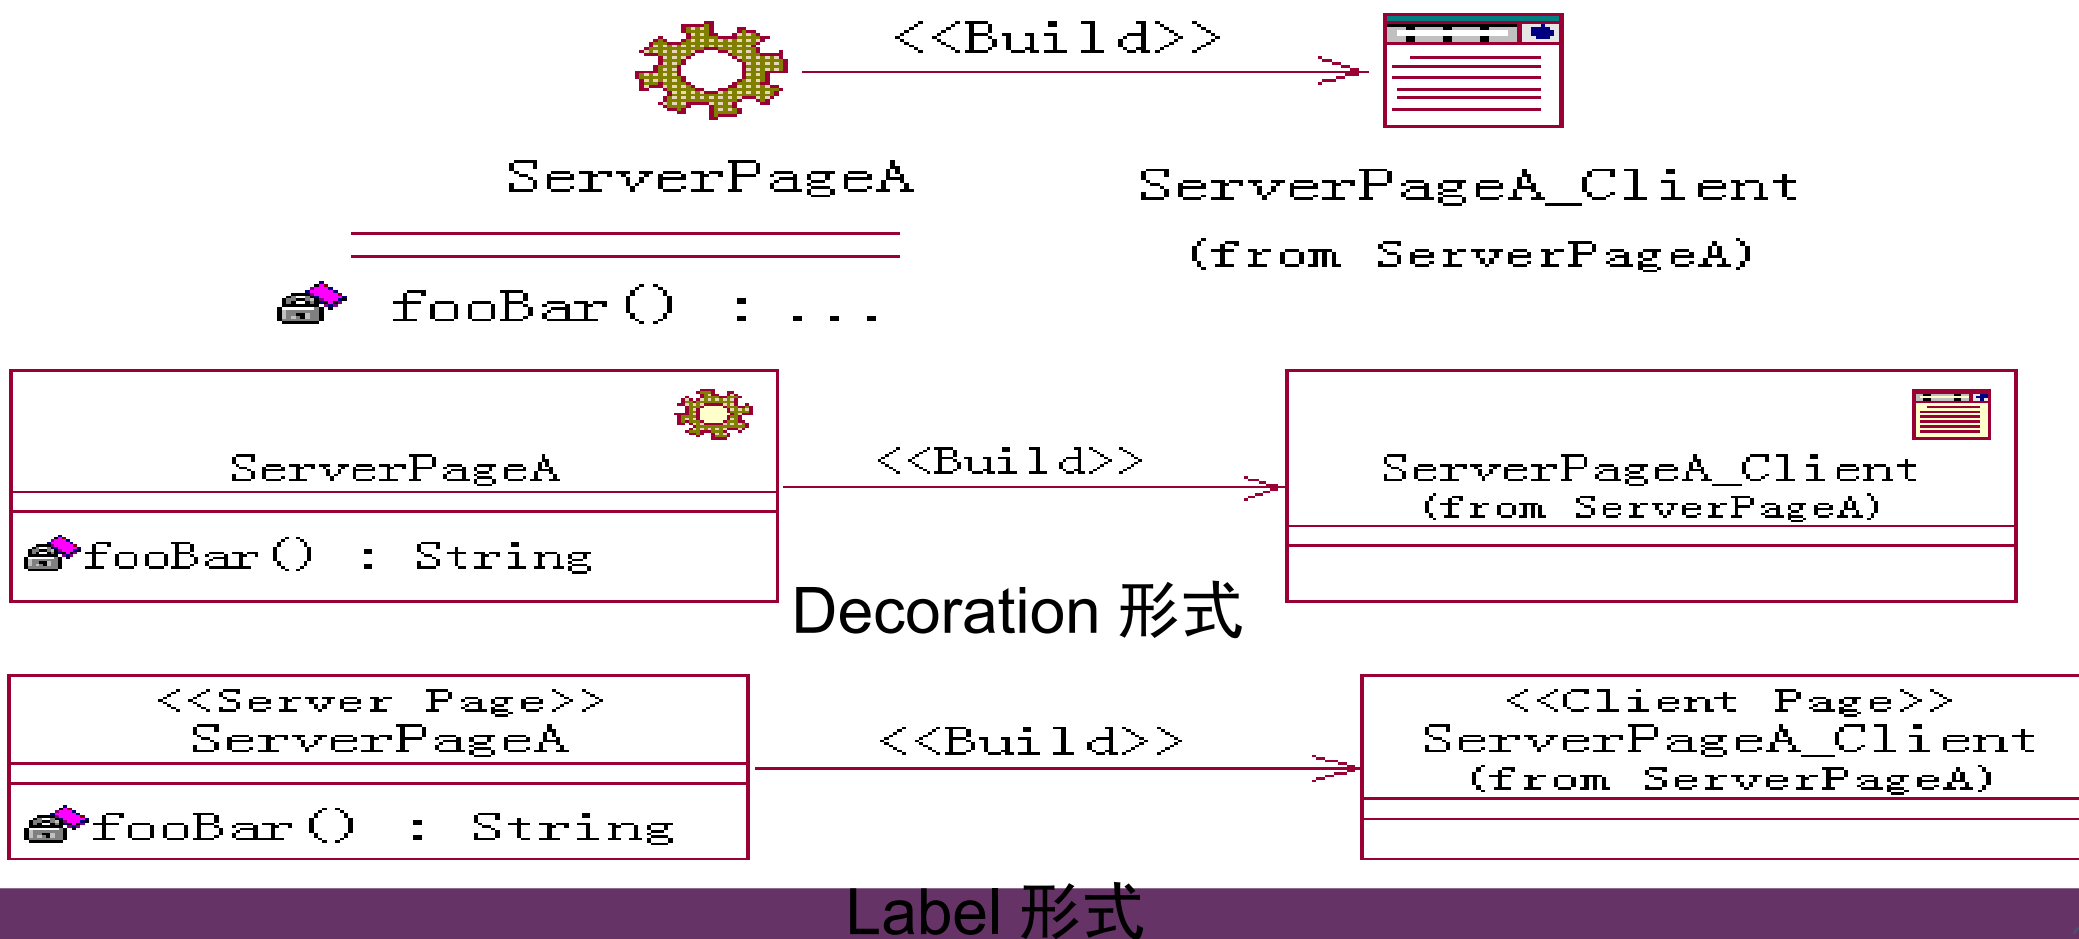 <<Build>>
ServerPageA
ServerPageA_Client
(from ServerPageA)
fooBar() : ...
ServerPageA
<<Build>>
ServerPageA_Client
(from ServerPageA)
fooBar() : String
Decoration 形式
<<Server Page>>
ServerPageA
<<Build>>
<<Client Page>>
ServerPageA_Client
(from ServerPageA)
fooBar() : String
Label 形式